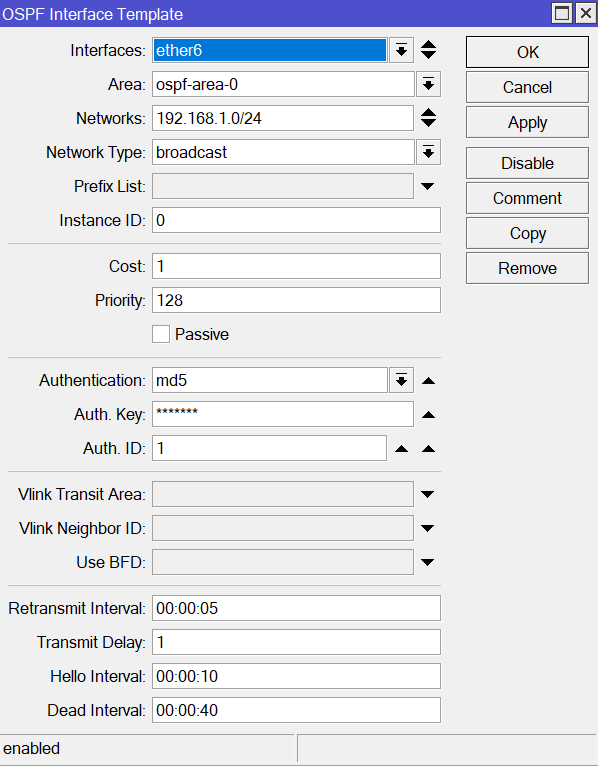 OSPF Interface Template
Interfaces: ether6
OK
Area: ospf-area-0
Cancel
Networks: 192.168.1.0/24
Apply
Network Type: broadcast
Disable
Prefix List:
Comment
Instance ID: 0
Copy
Cost: 1
Remove
Priority: 128
Passive
Authentication: md5
Auth. Key: *******
Auth. ID: 1
Vlink Transit Area:
Vlink Neighbor ID:
Use BFD:
Retransmit Interval: 00:00:05
Transmit Delay: 1
Hello Interval: 00:00:10
Dead Interval: 00:00:40
enabled